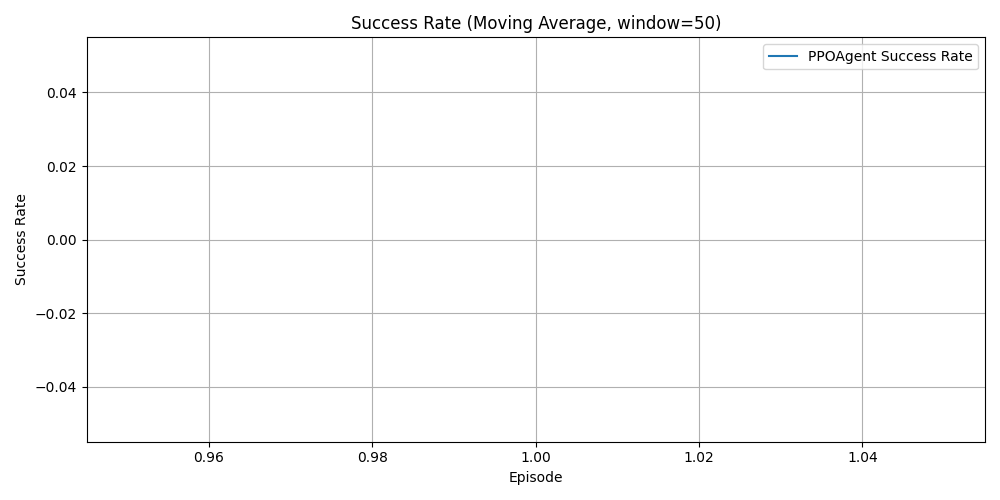 Success Rate (Moving Average, window=50)
PPOAgent Success Rate
0.04
0.02
0.00
−0.02
−0.04
Success Rate
0.96
0.98
1.00
1.02
1.04
Episode